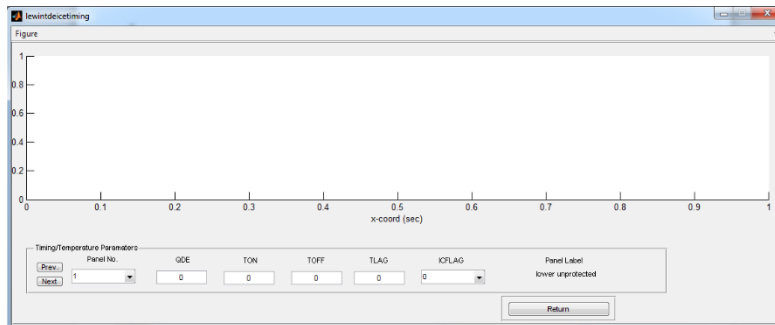 lewintdeicetiming
Figure
1
0.8
0.6
0.4
0.2
0
0 0.1 0.2 0.3 0.4 0.5 0.6 0.7 0.8 0.9 1
x-coord (sec)
Timing/Temperature Paramators
Panel No. QDE TON TOFF TLAG ICFLAG Panel Label
Prev. 1 0 0 0 0 0 lower unprotected
Next
Return